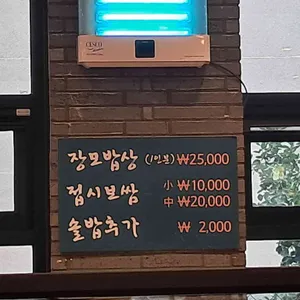 CESCO
장모밥상 (1인분) ₩25,000
접시보쌈 小 ₩10,000
中 ₩20,000
솥밥추가 ₩ 2,000